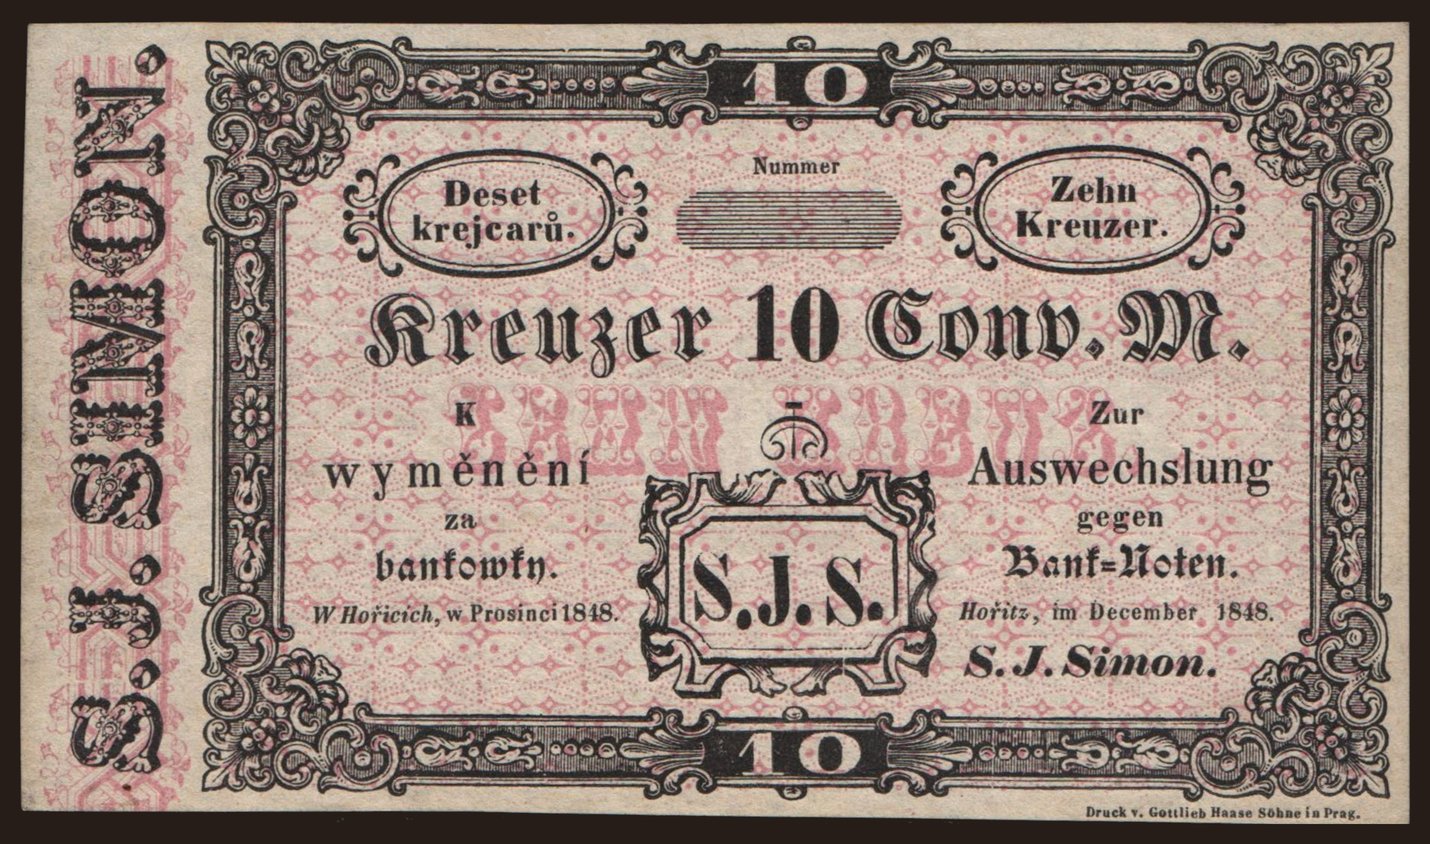 S. J. SIMON.
10
Nummer
Deset
krejcarů.
Zehn
Kreuzer.
Kreuzer 10 Conv. M.
K
wyměnění
za
bankowky.
W Hořicích, w Prosinci 1848.
Zur
Auswechslung
gegen
Bank=Noten.
Hořitz, im December 1848.
S. J. Simon.
S. J. S.
10
Druck v. Gottlieb Haase Söhne in Prag.